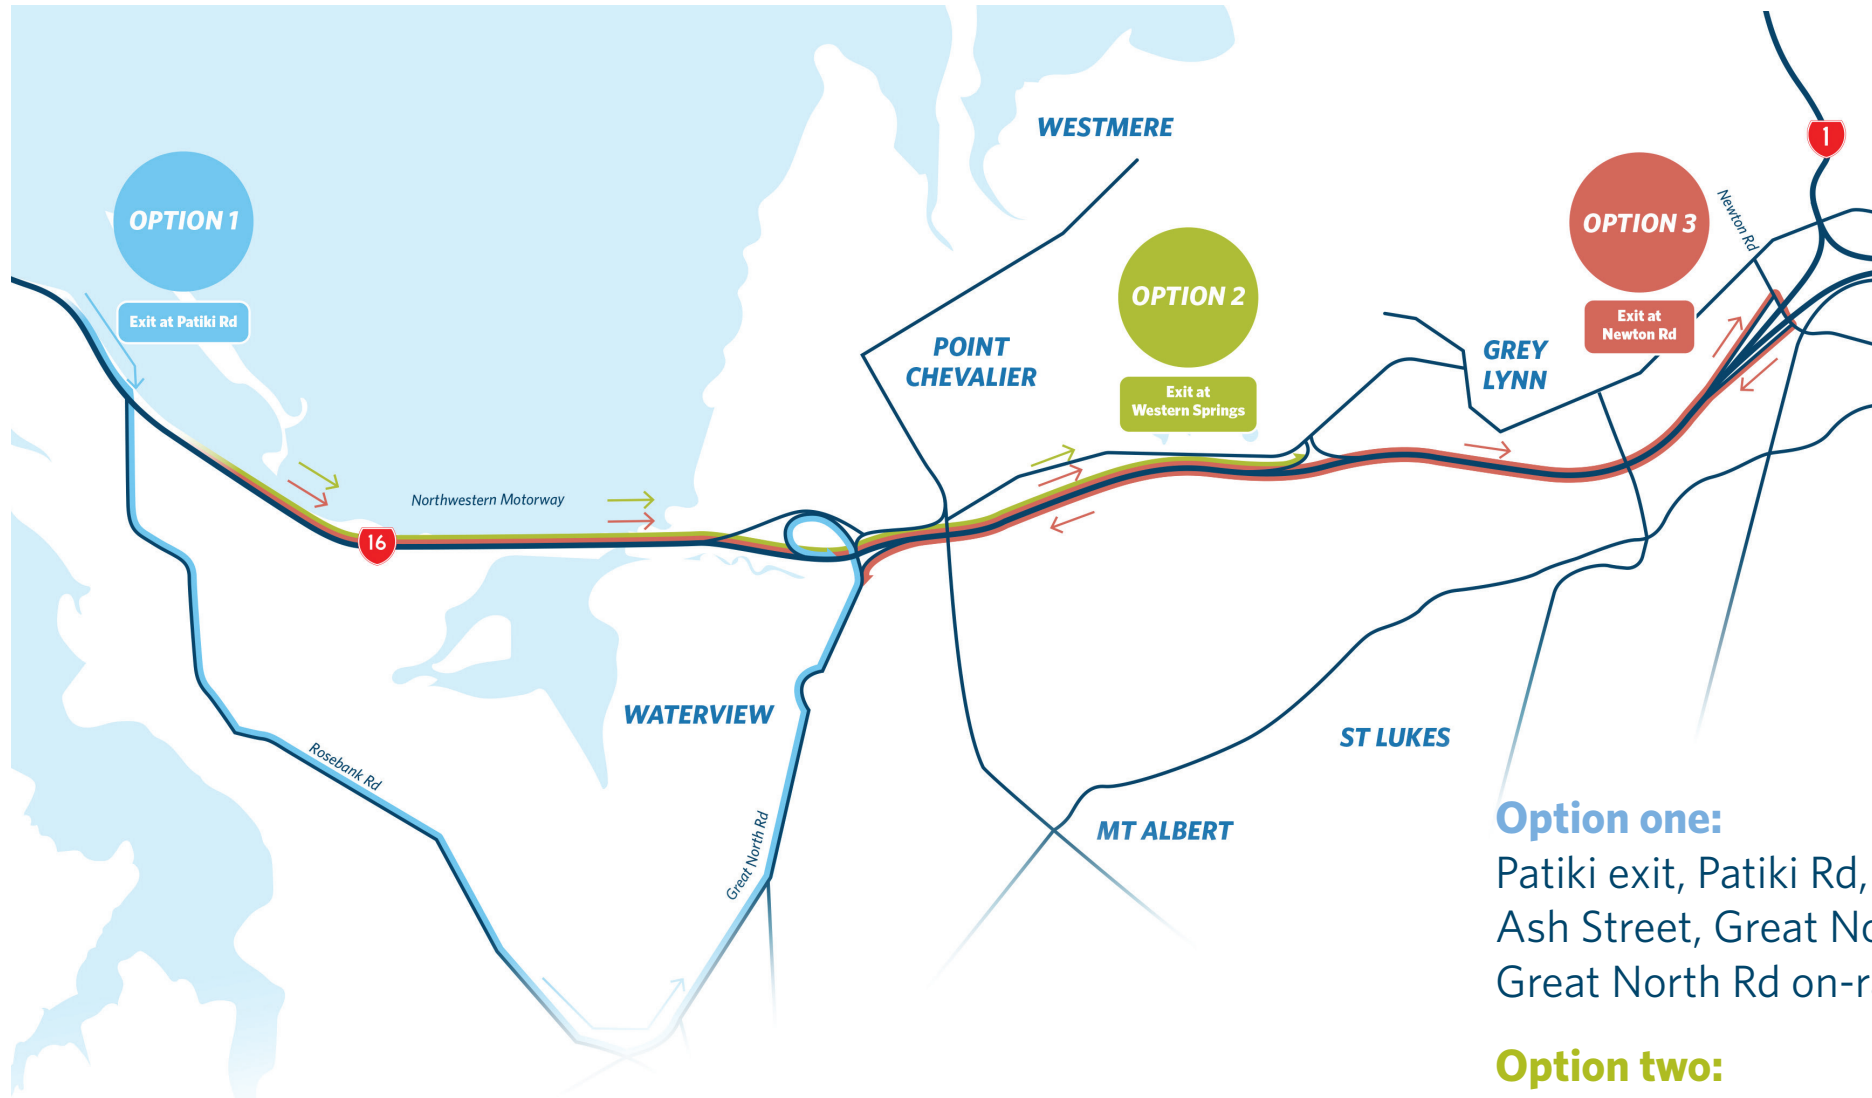 WESTMERE
1
OPTION 1
OPTION 3
Newton Rd
Exit at Patiki Rd
OPTION 2
Exit at
Newton Rd
POINT
CHEVALIER
GREY
LYNN
Exit at
Western Springs
Northwestern Motorway
16
WATERVIEW
ST LUKES
Rosebank Rd
MT ALBERT
Great North Rd
Option one:
Patiki exit, Patiki Rd,
Ash Street, Great
Great North Rd
Option two: